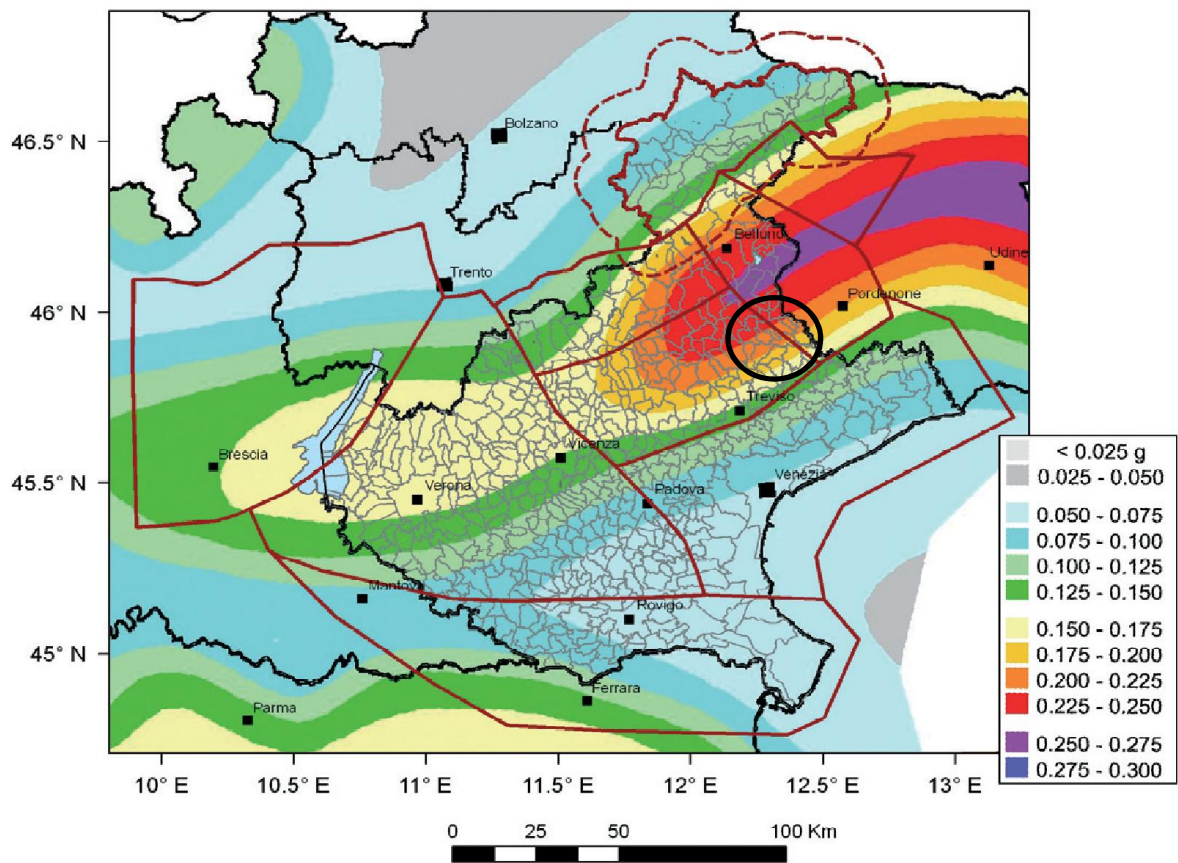 46.5° N
46° N
45.5° N
45° N
Bolzano
Trento
Belluno
Udine
Pordenone
Treviso
Brescia
Vicenza
Verona
Venezia
Padova
Mantov
Rovigo
Ferrara
Parma
10° E
10.5° E
11° E
11.5° E
12° E
12.5° E
13° E
< 0.025 g
0.025 - 0.050
0.050 - 0.075
0.075 - 0.100
0.100 - 0.125
0.125 - 0.150
0.150 - 0.175
0.175 - 0.200
0.200 - 0.225
0.225 - 0.250
0.250 - 0.275
0.275 - 0.300
0 25 50 100 Km